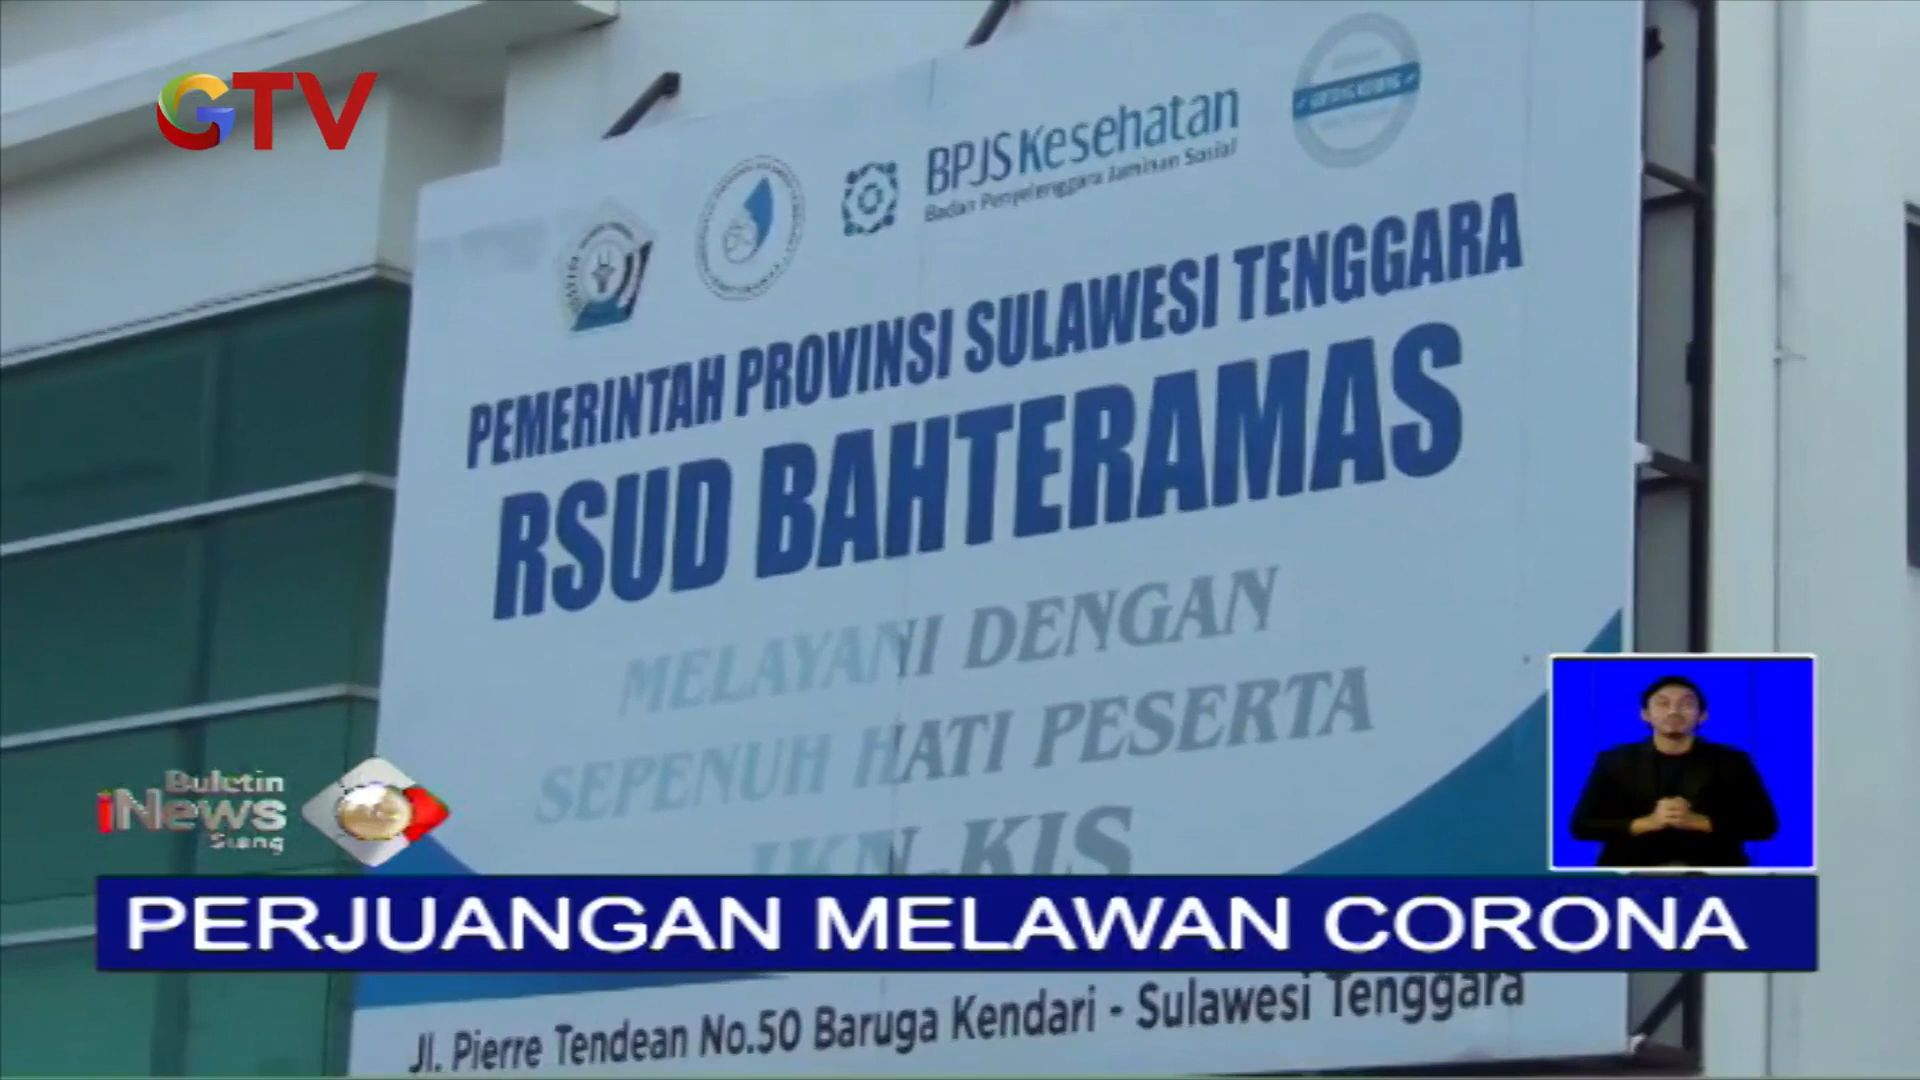 GTV
BPJS Kesehatan
Badan Penyelenggara Jaminan Sosial
PEMERINTAH PROVINSI SULAWESI TENGGARA
RSUD BAHTERAMAS
MELAYANI DENGAN
SEPENUH HATI PESERTA
JKN-KIS
Buletin
iNews
Siang
PERJUANGAN MELAWAN CORONA
Jl. Pierre Tendean No.50 Baruga Kendari - Sulawesi Tenggara